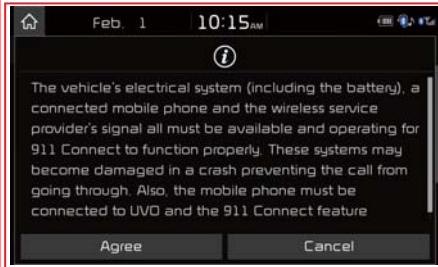 Feb. 1 10:15AM
The vehicle's electrical system (including the battery), a
connected mobile phone and the wireless service
provider's signal all must be available and operating for
911 Connect to function properly. These systems may
become damaged in a crash preventing the call from
going through. Also, the mobile phone must be
connected to UVO and the 911 Connect feature
Agree Cancel